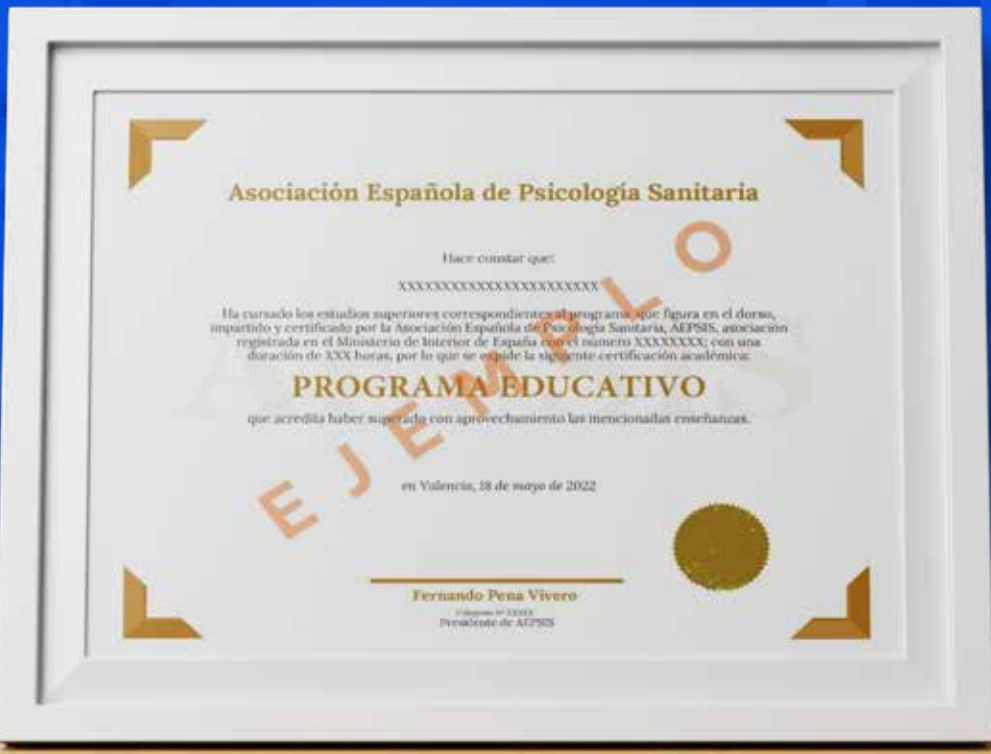 Asociación Española de Psicología Sanitaria
Hace constar que:
XXXXXXXXXXXXXXXXXXXXXXX
Ha cursado los estudios superiores correspondientes al programa, que figura en el dorso,
impartido y certificado por la Asociación Española de Psicología Sanitaria, AEPSIS, asociación
registrada en el Ministerio de Interior de España con el número XXXXXXXX; con una
duración de XXX horas, por lo que se expide la siguiente certificación académica:
PROGRAMA EDUCATIVO
que acredita haber superado con aprovechamiento las mencionadas enseñanzas.
EJEMPLO
en Valencia, 18 de mayo de 2022
Fernando Pena Vivero
Presidente de AEPSIS